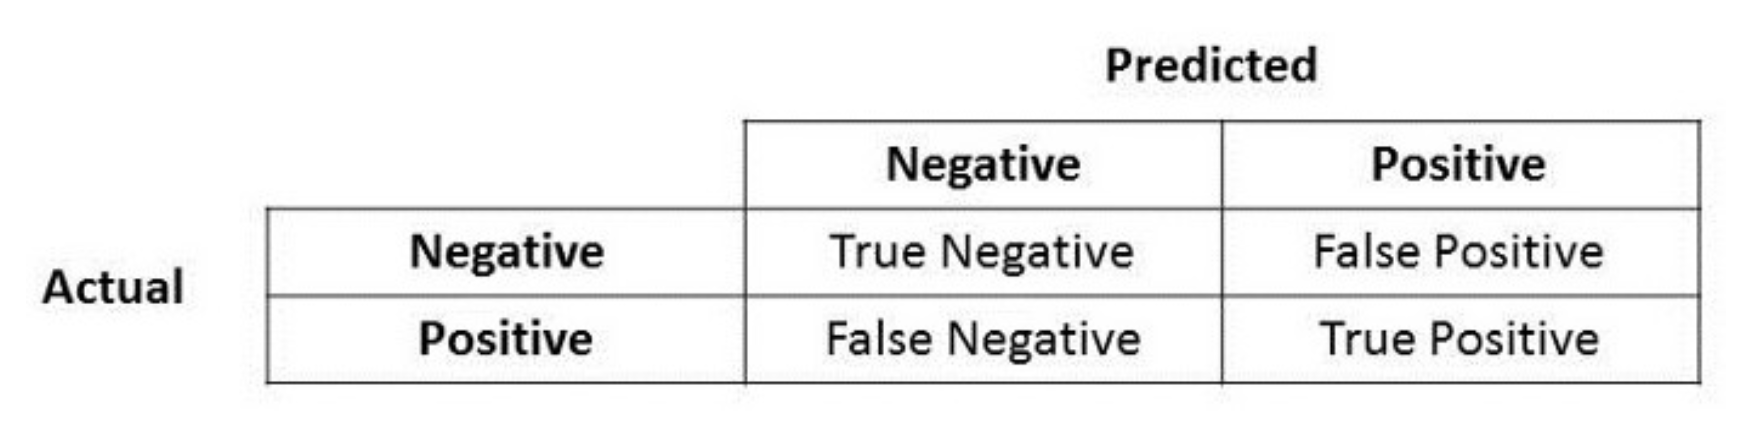 Predicted
Negative Positive
Negative True Negative False Positive
Actual
Positive False Negative True Positive